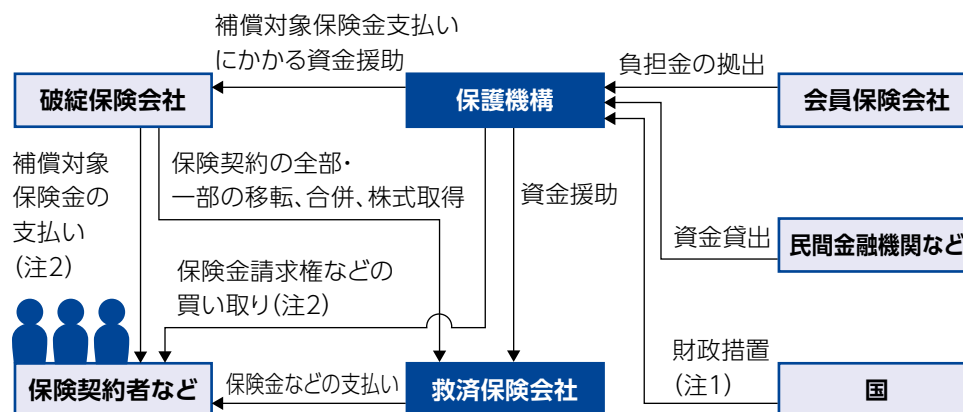 補償対象保険金支払い
にかかる資金援助
負担金の拠出
破綻保険会社
保護機構
会員保険会社
補償対象
保険金の
支払い
(注2)
保険契約の全部・
一部の移転、合併、株式取得
資金援助
資金貸出
民間金融機関など
保険金請求権などの
買い取り(注2)
財政措置
(注1)
保険契約者など
保険金などの支払い
救済保険会社
国